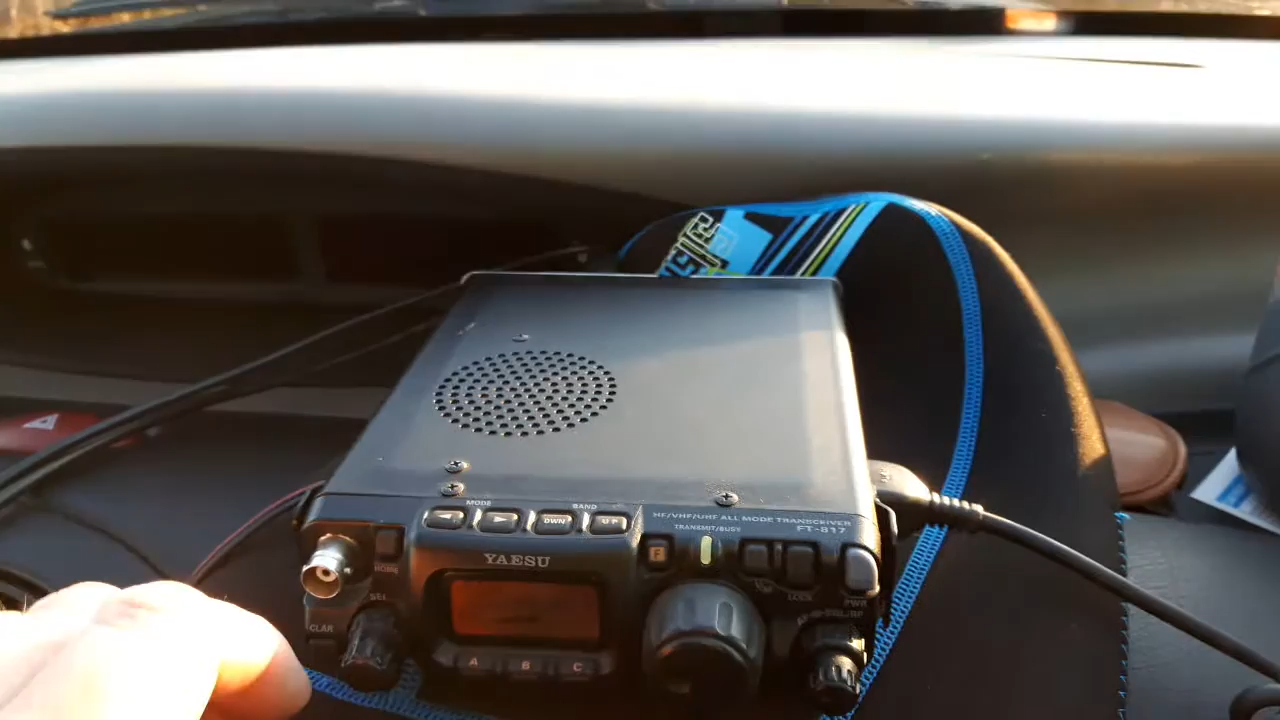 MODE
BAND
DWN
UP
HF/VHF/UHF ALL MODE TRANSCEIVER
FT-817
TRANSMIT/BUSY
F
YAESU
HOME
SEL
LOCK
PWR
CLAR
A
B
C